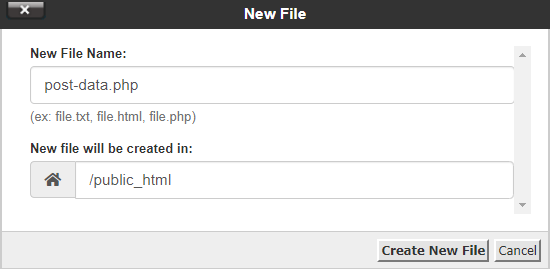 New File
New File Name:
post-data.php
(ex: file.txt, file.html, file.php)
New file will be created in:
/public_html
Create New File Cancel